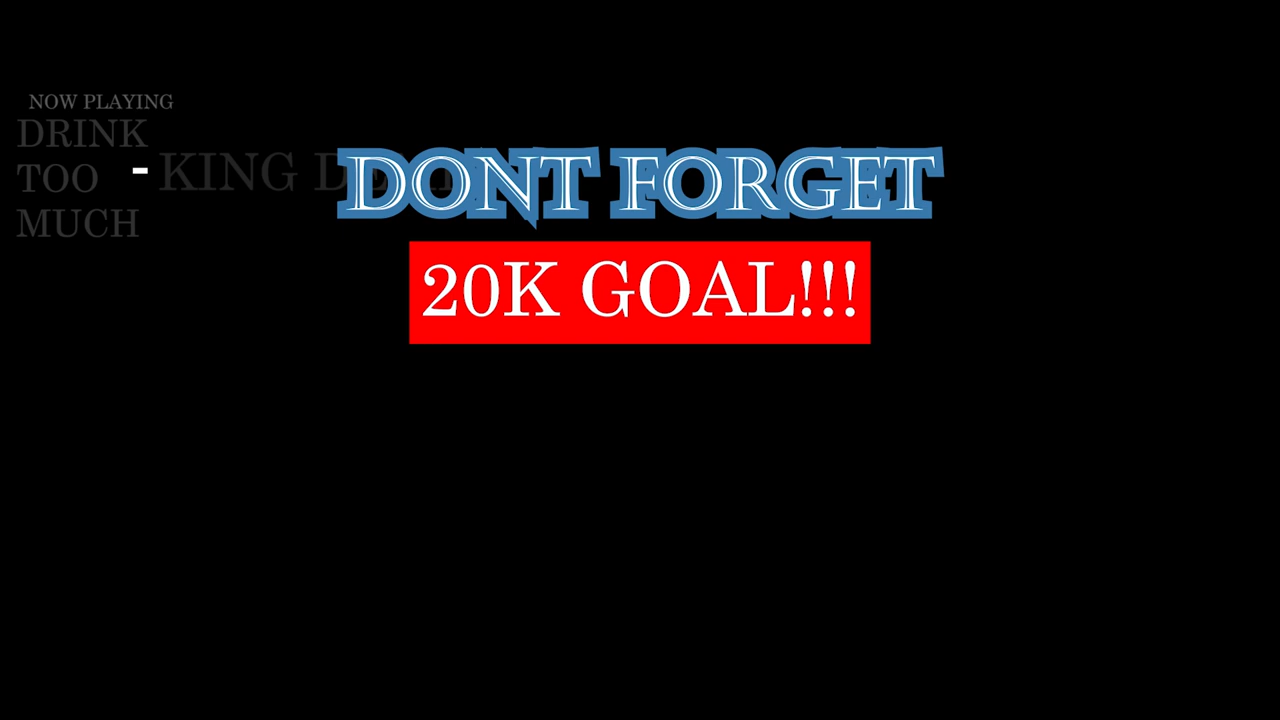 NOW PLAYING
DRINK
TOO
MUCH
- KING
DONT FORGET
20K GOAL!!!